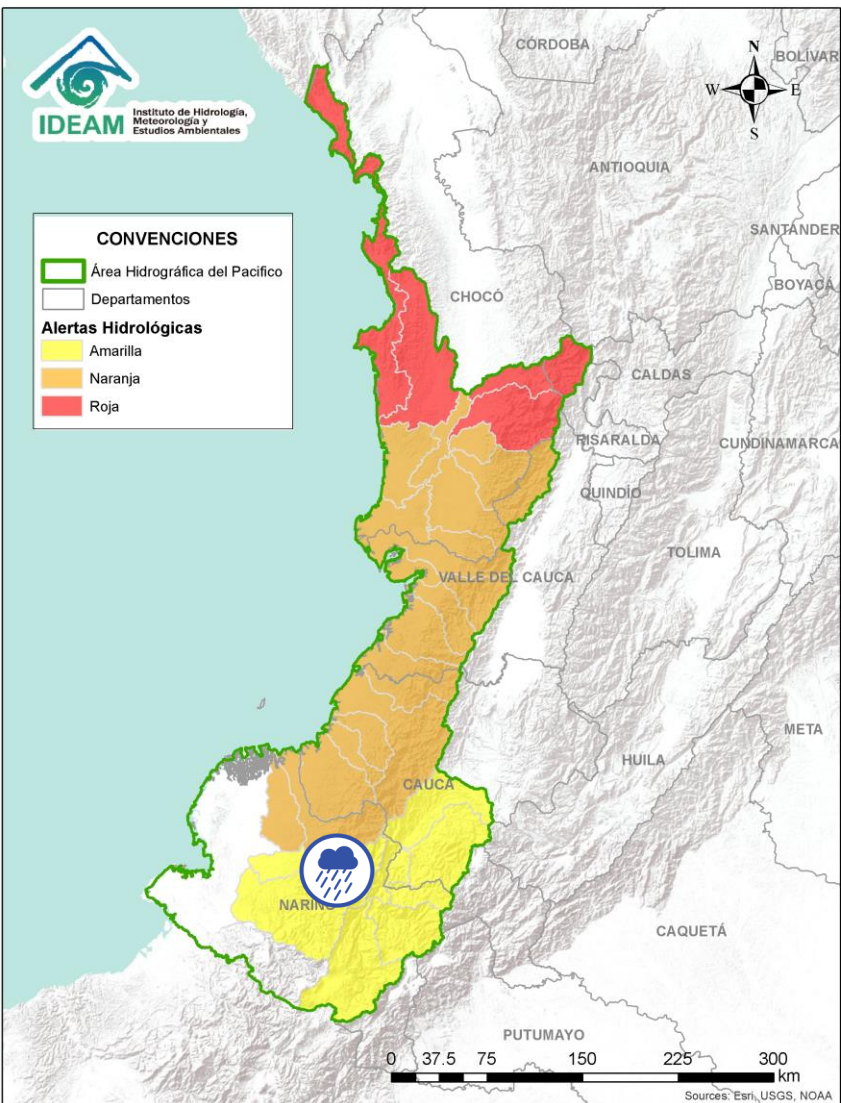 IDEAM
Instituto de Hidrología,
Meteorología y
Estudios Ambientales
N
W
E
S
CÓRDOBA
BOLÍVAR
ANTIOQUIA
SANTANDER
BOYACÁ
CHOCÓ
CALDAS
RISARALDA
CUNDINAMARCA
QUINDÍO
TOLIMA
VALLE DEL CAUCA
META
HUILA
CAUCA
NARIÑO
CAQUETÁ
PUTUMAYO
CONVENCIONES
Área Hidrográfica del Pacifico
Departamentos
Alertas Hidrológicas
Amarilla
Naranja
Roja
0 37.5 75 150 225 300
km
Sources: Esri, USGS, NOAA